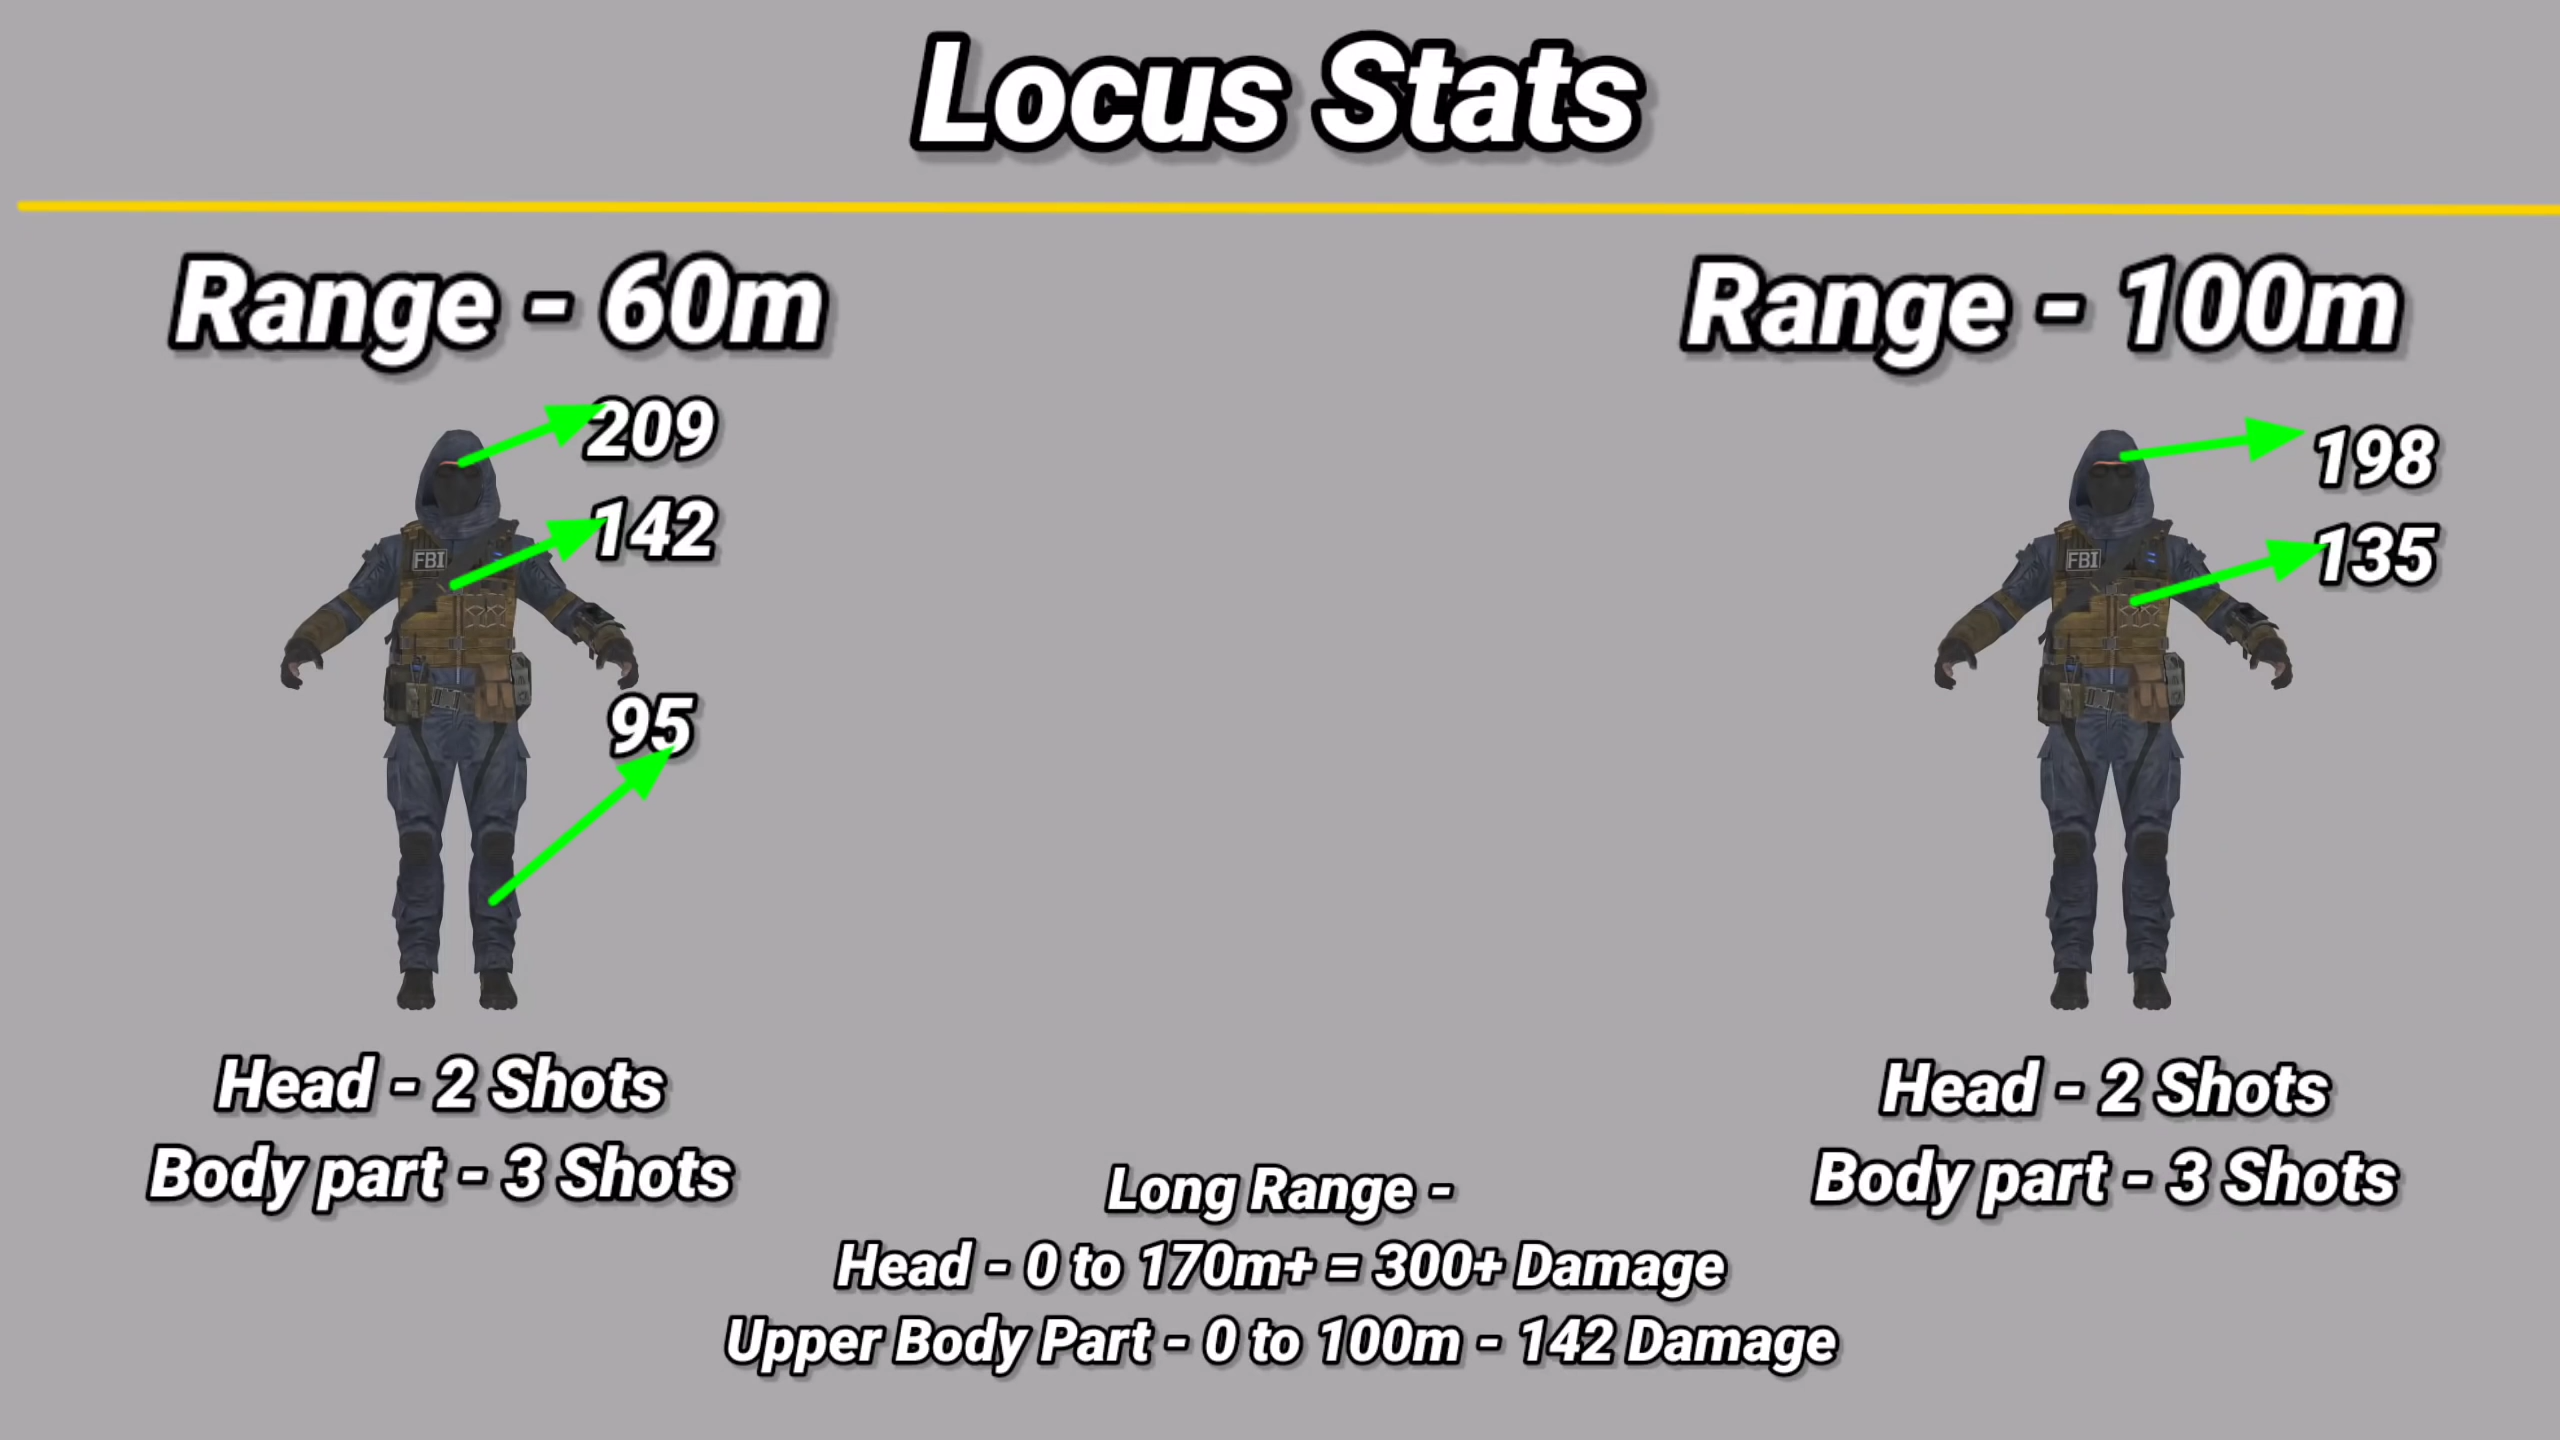 Locus Stats
Range - 60m
209
142
95
FBI
Head - 2 Shots
Body part - 3 Shots
Range - 100m
198
135
FBI
Head - 2 Shots
Body part - 3 Shots
Long Range -
Head - 0 to 170m+ = 300+ Damage
Upper Body Part - 0 to 100m - 142 Damage